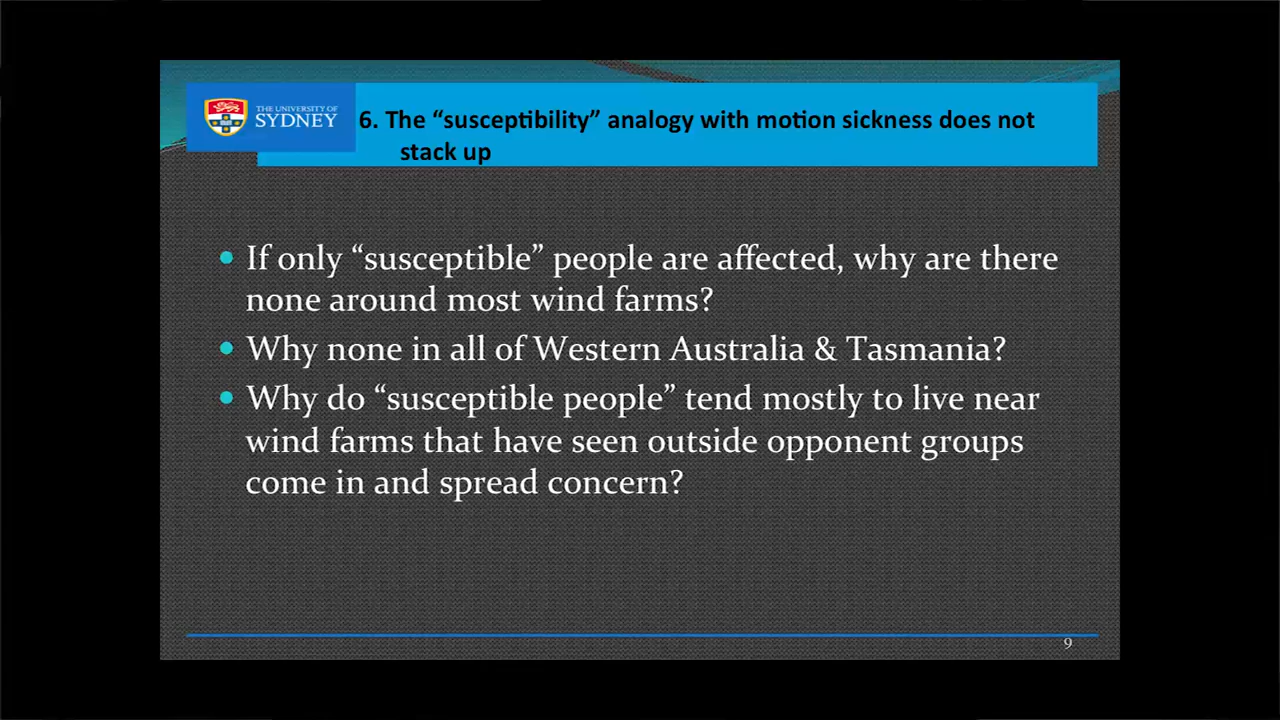 THE UNIVERSITY OF
SYDNEY
6. The “susceptibility” analogy with motion sickness does not
stack up
• If only “susceptible” people are affected, why are there
none around most wind farms?
• Why none in all of Western Australia & Tasmania?
• Why do “susceptible people” tend mostly to live near
wind farms that have seen outside opponent groups
come in and spread concern?
9